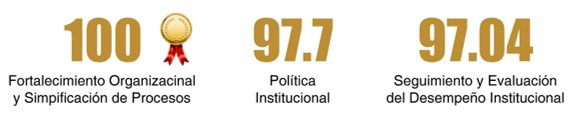 100
Fortalecimiento Organizacinal
y Simpificación de Procesos
97.7
Política
Institucional
97.04
Seguimiento y Evaluación
del Desempeño Institucional